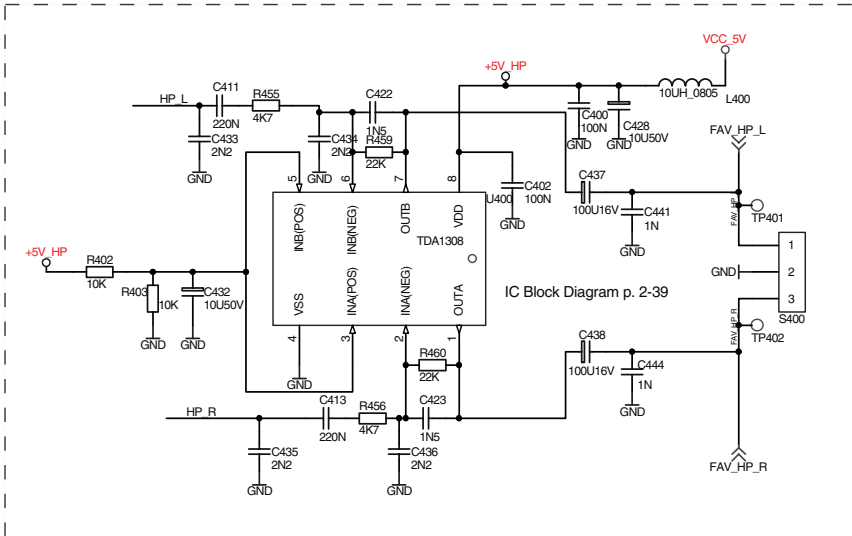 VCC_5V
+5V_HP
10UH_0805
L400
C411
HP_L
R455
C422
220N
4K7
1N5
C433
2N2
C434
2N2
R459
22K
GND
GND
C400
100N
GND
C428
10U50V
GND
FAV_HP_L
C437
100U16V
C402
100N
U400
GND
C441
1N
GND
FAV_HP
TP401
5
6
7
8
INB(POS)
INB(NEG)
OUTB
VDD
TDA1308
VSS
INA(POS)
INA(NEG)
OUTA
4
3
2
1
+5V_HP
R402
10K
R403
10K
C432
10U50V
GND
GND
GND
IC Block Diagram p. 2-39
1
GND
2
3
S400
FAV_HP_R
TP402
C438
100U16V
C444
1N
GND
R460
22K
HP_R
C413
220N
R456
4K7
C423
1N5
C435
2N2
GND
C436
2N2
GND
FAV_HP_R